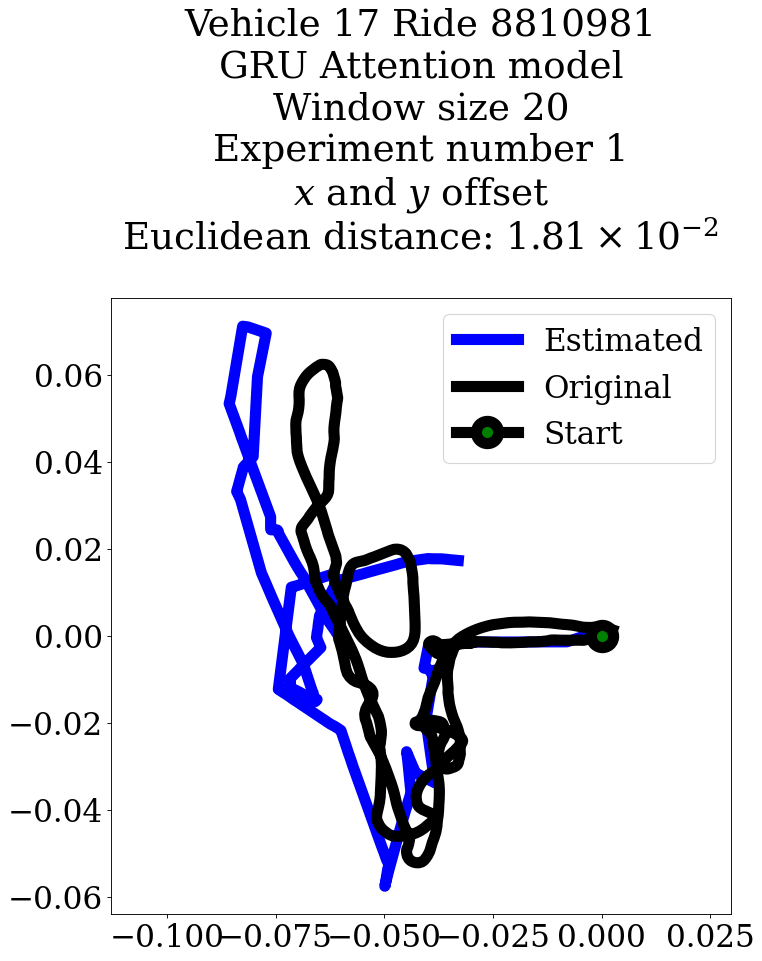 Vehicle 17 Ride 8810981
GRU Attention model
Window size 20
Experiment number 1
x and y offset
Euclidean distance: 1.81 × 10⁻²
Estimated
Original
Start
0.06
0.04
0.02
0.00
−0.02
−0.04
−0.06
−0.100 −0.075 −0.050 −0.025 0.000 0.025